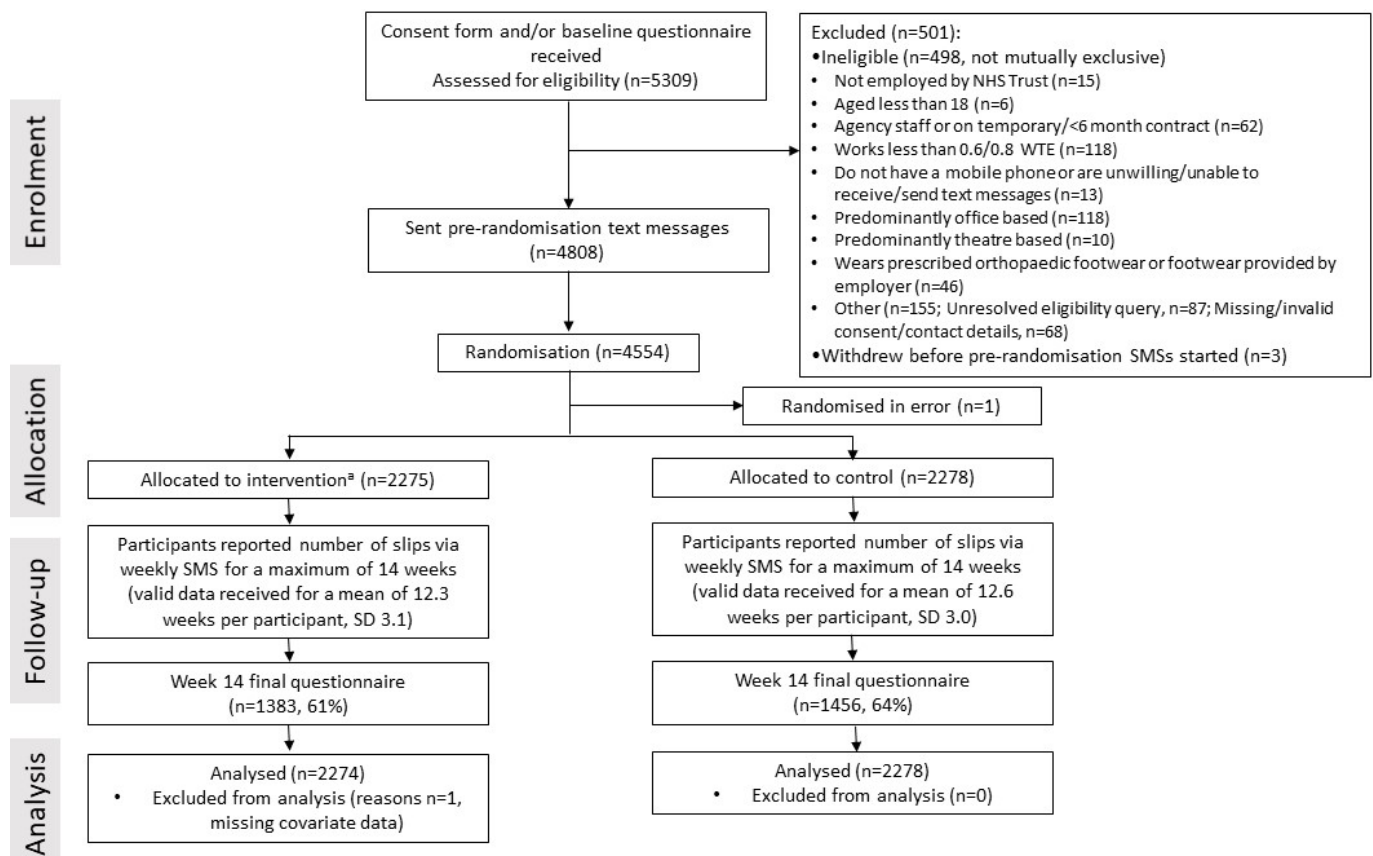 Consent form and/or baseline questionnaire
received
Assessed for eligibility (n=5309)
Excluded (n=501):
•Ineligible (n=498, not mutually exclusive)
• Not employed by NHS Trust (n=15)
• Aged less than 18 (n=6)
• Agency staff or on temporary/<6 month contract (n=62)
• Works less than 0.6/0.8 WTE (n=118)
• Do not have a mobile phone or are unwilling/unable to
receive/send text messages (n=13)
• Predominantly office based (n=118)
• Predominantly theatre based (n=10)
• Wears prescribed orthopaedic footwear or footwear provided by
employer (n=46)
• Other (n=155; Unresolved eligibility query, n=87; Missing/invalid
consent/contact details, n=68)
•Withdrew before pre-randomisation SMSs started (n=3)
Enrolment
Sent pre-randomisation text messages
(n=4808)
Randomisation (n=4554)
Randomised in error (n=1)
Allocation
Allocated to interventionª (n=2275)
Allocated to control (n=2278)
Follow-up
Participants reported number of slips via
weekly SMS for a maximum of 14 weeks
(valid data received for a mean of 12.3
weeks per participant, SD 3.1)
Participants reported number of slips via
weekly SMS for a maximum of 14 weeks
(valid data received for a mean of 12.6
weeks per participant, SD 3.0)
Week 14 final questionnaire
(n=1383, 61%)
Week 14 final questionnaire
(n=1456, 64%)
Analysis
Analysed (n=2274)
• Excluded from analysis (reasons n=1,
missing covariate data)
Analysed (n=2278)
• Excluded from analysis (n=0)